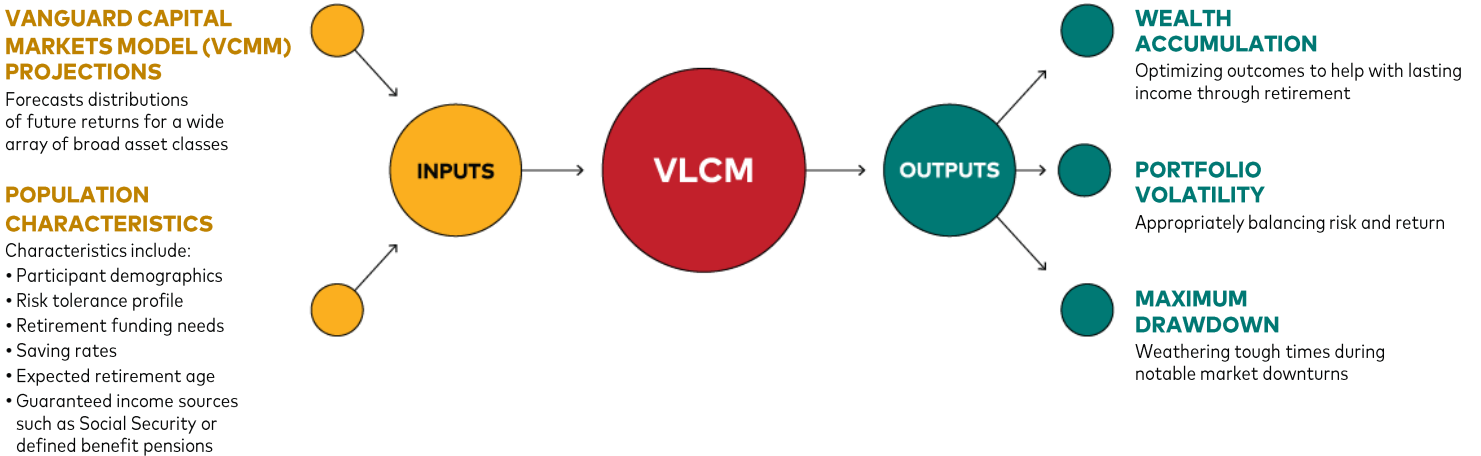 VANGUARD CAPITAL
MARKETS MODEL (VCMM)
PROJECTIONS
Forecasts distributions
of future returns for a wide
array of broad asset classes
POPULATION
CHARACTERISTICS
Characteristics include:
• Participant demographics
• Risk tolerance profile
• Retirement funding needs
• Saving rates
• Expected retirement age
• Guaranteed income sources
such as Social Security or
defined benefit pensions
INPUTS
VLCM
OUTPUTS
WEALTH
ACCUMULATION
Optimizing outcomes to help with lasting
income through retirement
PORTFOLIO
VOLATILITY
Appropriately balancing risk and return
MAXIMUM
DRAWDOWN
Weathering tough times during
notable market downturns